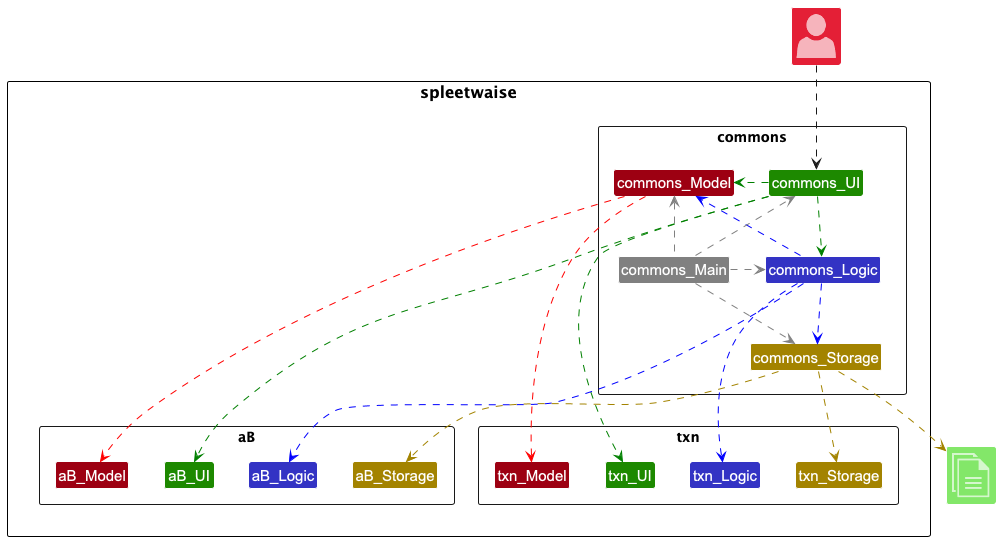 spleetwaise
commons
commons_Model
commons_UI
commons_Main
commons_Logic
commons_Storage
aB
txn
aB_Model
aB_UI
aB_Logic
aB_Storage
txn_Model
txn_UI
txn_Logic
txn_Storage